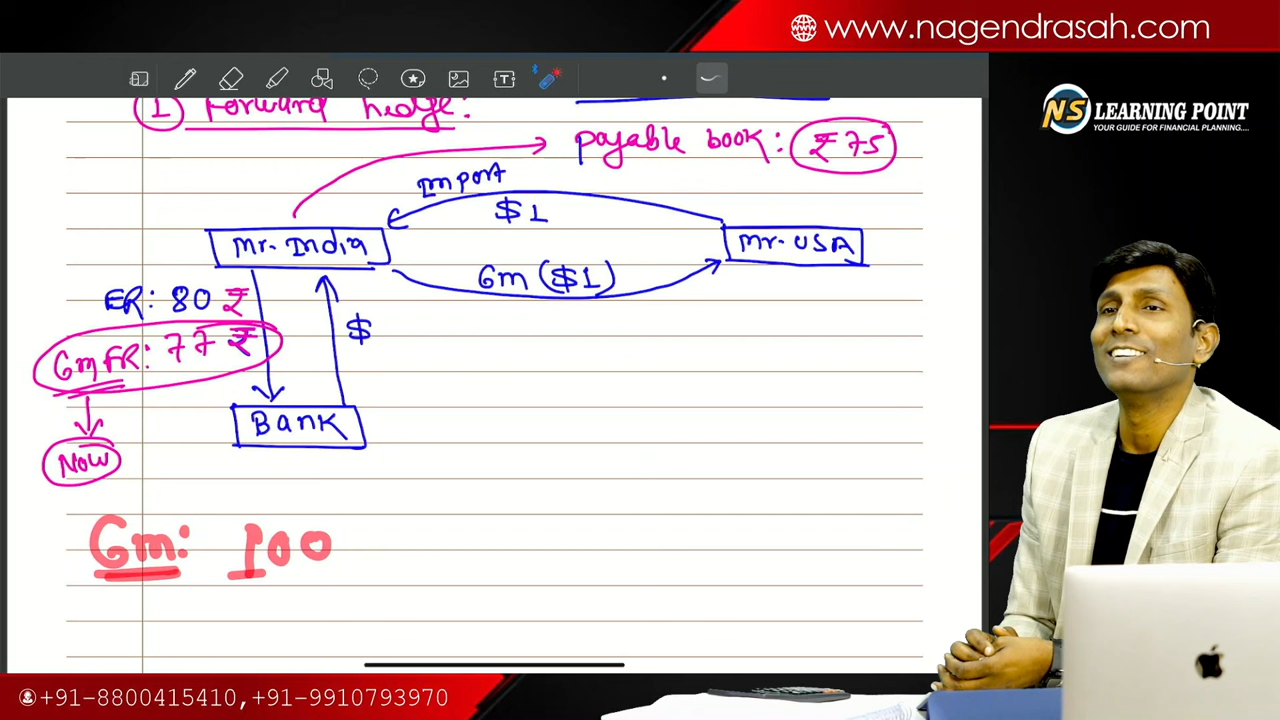 www.nagendrasah.com
NS LEARNING POINT
YOUR GUIDE FOR FINANCIAL PLANNING....
T
① Forward hedge:
payable book: ₹75
Import
$1
Mr. India
Mr. USA
6m ($1)
ER: 80 ₹
6m FR: 77 ₹
$
Bank
Now
6m: 100
+91-8800415410,+91-9910793970